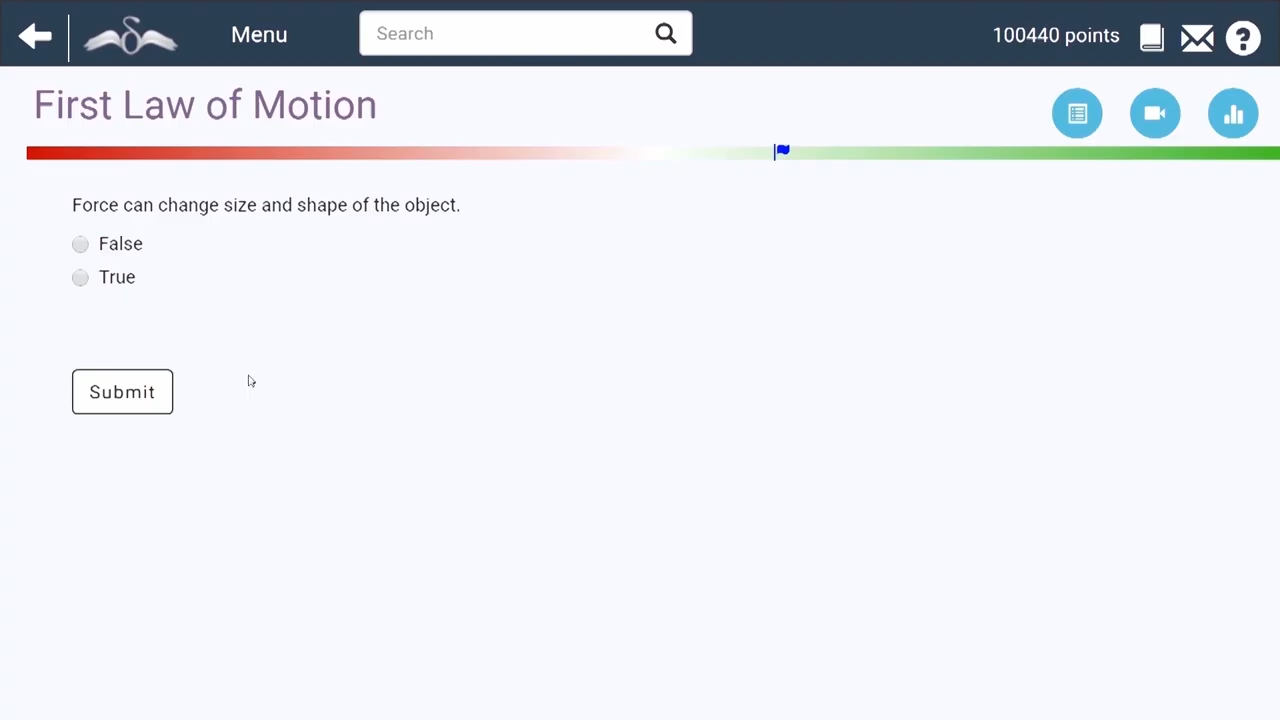 Menu
Search
100440 points
First Law of Motion
Force can change size and shape of the object.
False
True
Submit